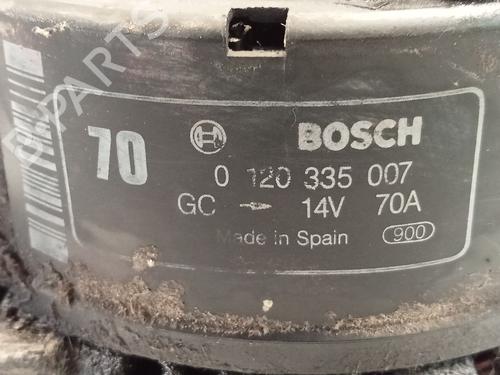 70
BOSCH
0 120 335 007
GC 14V 70A
Made in Spain 900
B-PARTS